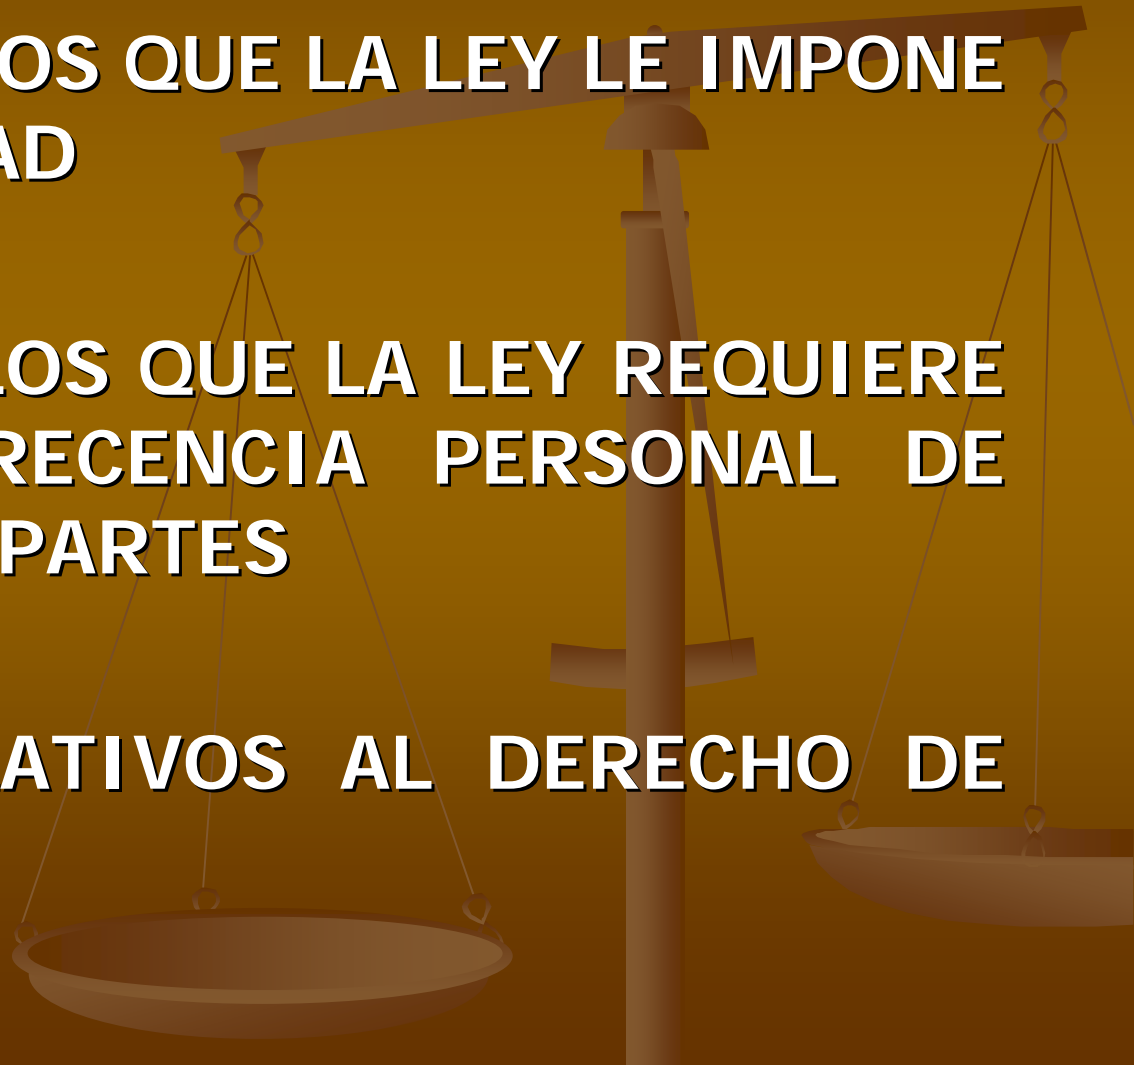 OS QUE LA LEY LE IMPONE
AD
LOS QUE LA LEY REQUIERE
RECENCIA PERSONAL DE
PARTES
ATIVOS AL DERECHO DE